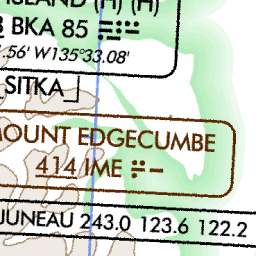 ISLAND (H) (H)
BKA 85
.56' W135°33.08'
SITKA
MOUNT EDGECUMBE
414 IME
JUNEAU 243.0 123.6 122.2